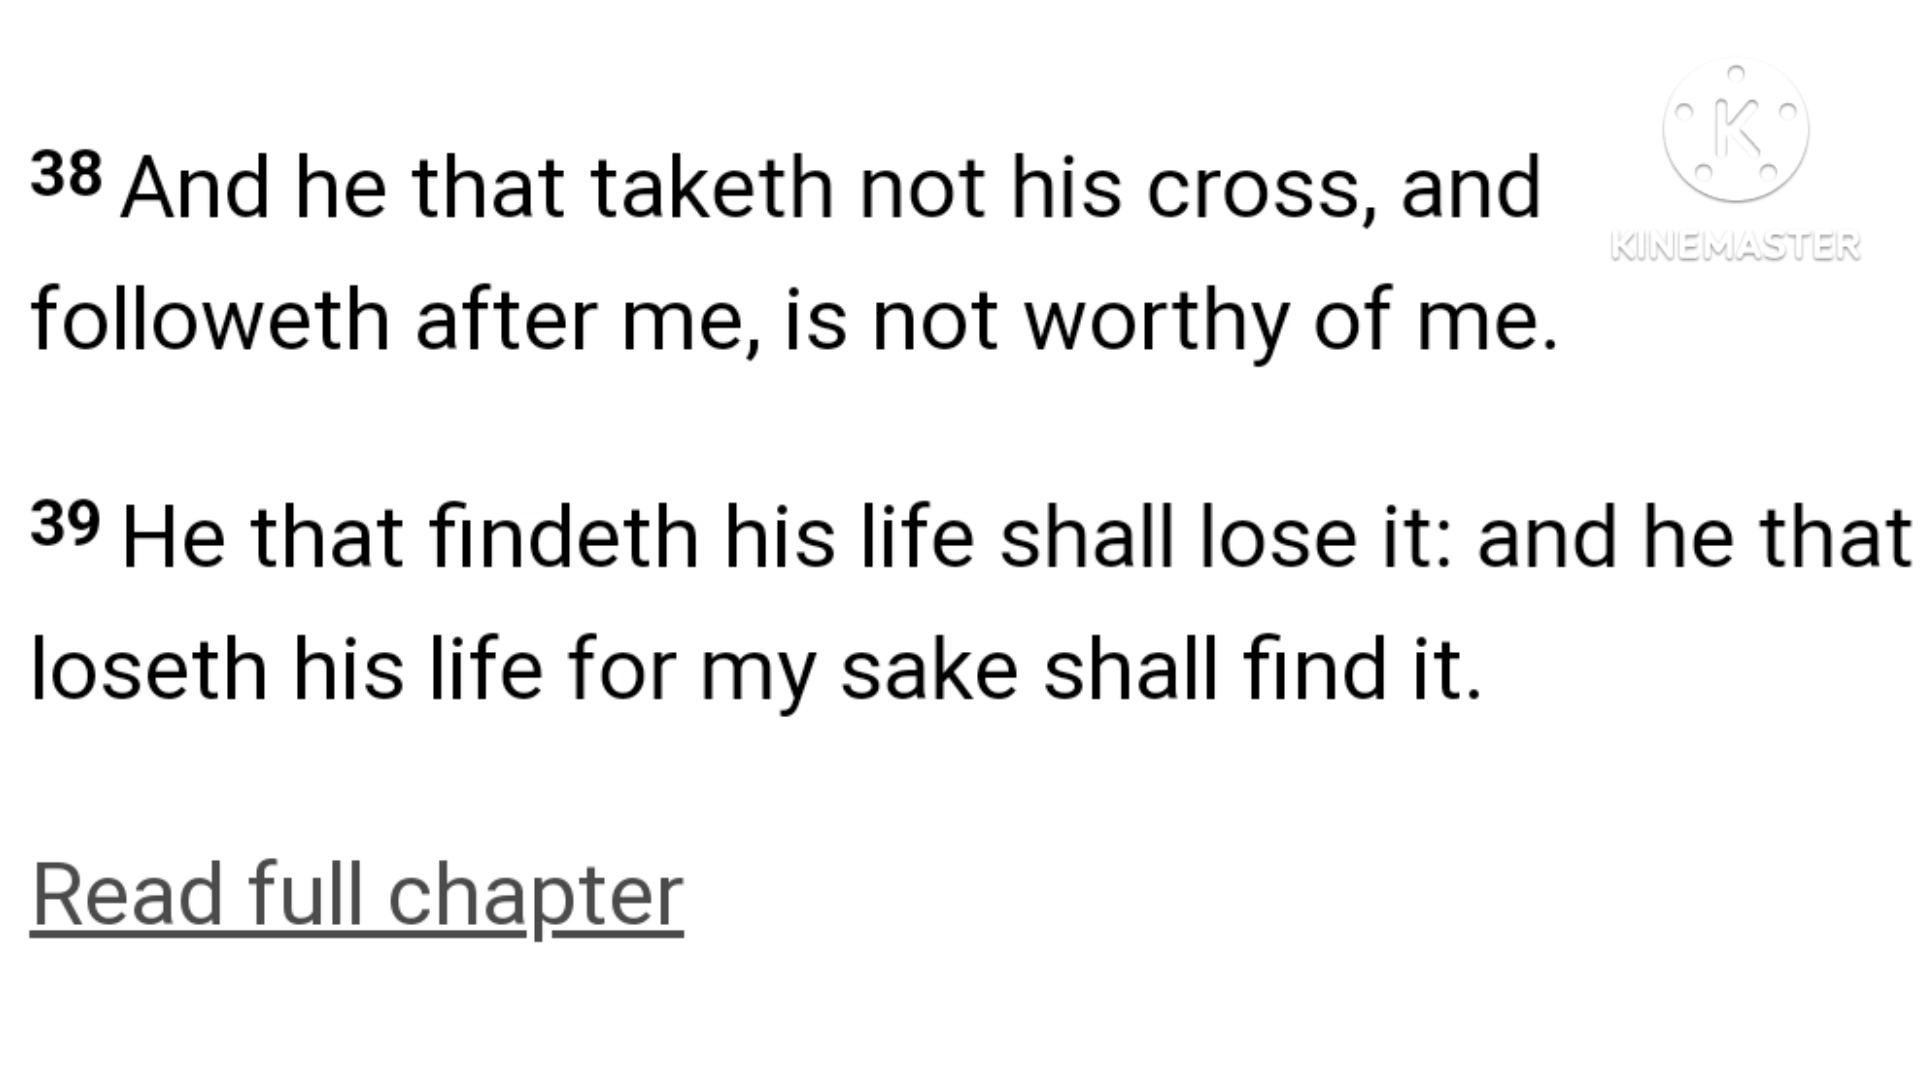 38 And he that taketh not his cross, and
followeth after me, is not worthy of me.
39 He that findeth his life shall lose it: and he that
loseth his life for my sake shall find it.
Read full chapter
K
KINEMASTER